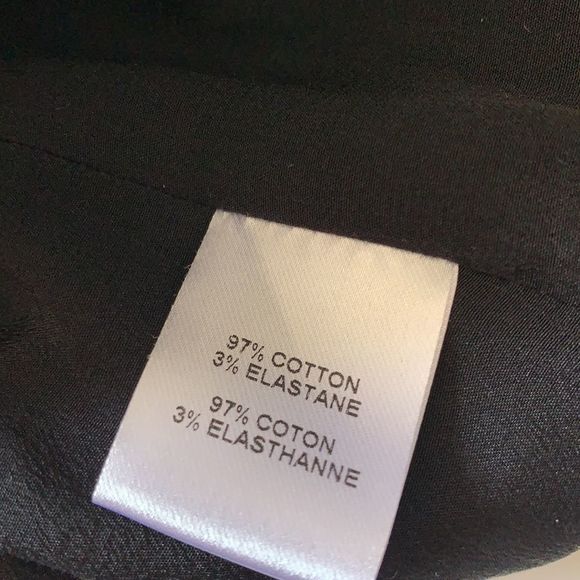 97% COTTON
3% ELASTANE
97% COTON
3% ELASTHANNE